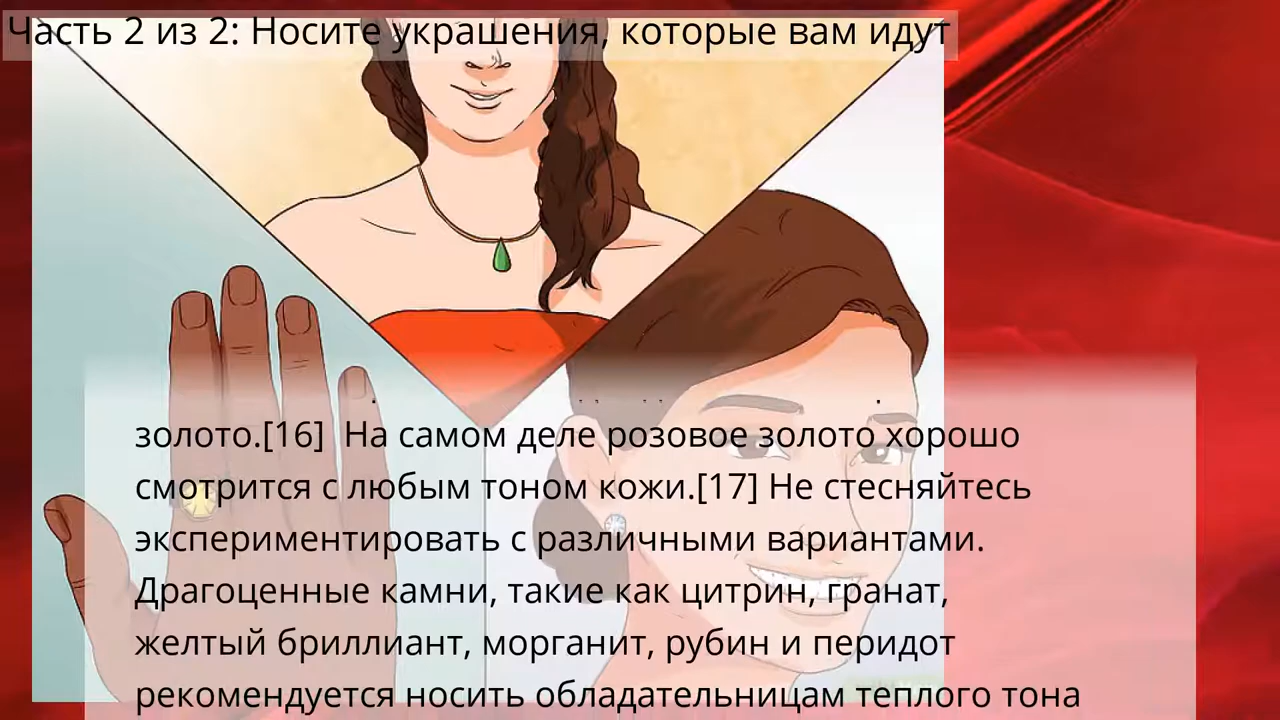 Часть 2 из 2: Носите украшения, которые вам идут
золото.[16] На самом деле розовое золото хорошо
смотрится с любым тоном кожи.[17] Не стесняйтесь
экспериментировать с различными вариантами.
Драгоценные камни, такие как цитрин, гранат,
желтый бриллиант, морганит, рубин и перидот
рекомендуется носить обладательницам теплого тона